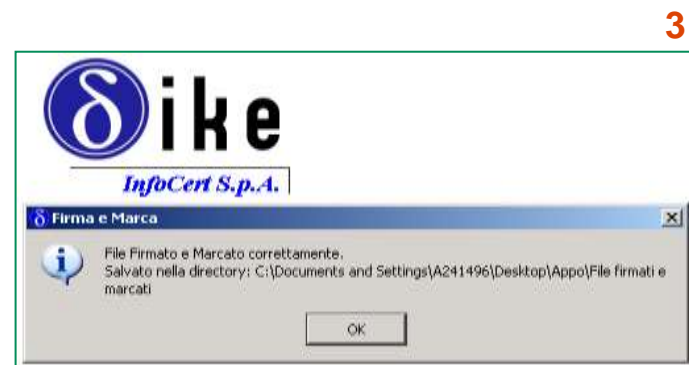 3
δike
InfoCert S.p.A.
δ Firma e Marca
File Firmato e Marcato correttamente.
Salvato nella directory: C:\Documents and Settings\A241496\Desktop\Appo\File firmati e
marcati
OK